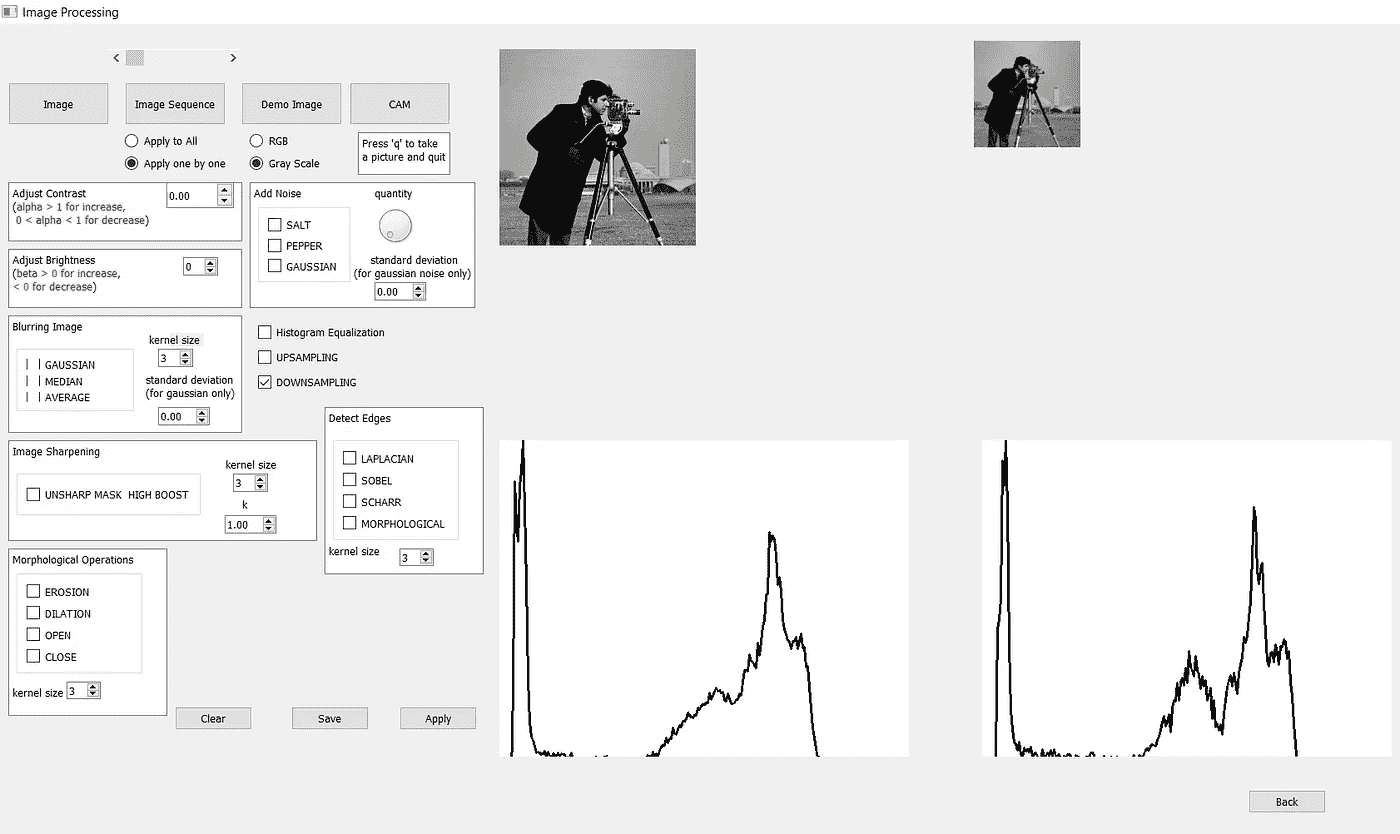 Image Processing
Image
Image Sequence
Demo Image
CAM
Apply to All
Apply one by one
RGB
Gray Scale
Press 'q' to take
a picture and quit
Adjust Contrast
(alpha > 1 for increase,
0 < alpha < 1 for decrease)
0.00
Add Noise
quantity
SALT
PEPPER
GAUSSIAN
standard deviation
(for gaussian noise only)
0.00
Adjust Brightness
(beta > 0 for increase,
< 0 for decrease)
0
Blurring Image
kernel size
3
GAUSSIAN
MEDIAN
AVERAGE
standard deviation
(for gaussian only)
0.00
Histogram Equalization
UPSAMPLING
DOWNSAMPLING
Detect Edges
LAPLACIAN
SOBEL
SCHARR
MORPHOLOGICAL
kernel size
3
Image Sharpening
kernel size
3
UNSHARP MASK HIGH BOOST
k
1.00
Morphological Operations
EROSION
DILATION
OPEN
CLOSE
kernel size 3
Clear
Save
Apply
Back